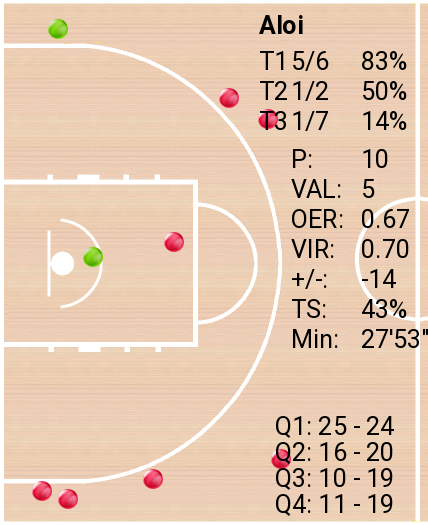 Aloi
T1 5/6 83%
T2 1/2 50%
T3 1/7 14%
P: 10
VAL: 5
OER: 0.67
VIR: 0.70
+/-: -14
TS: 43%
Min: 27'53"
Q1: 25 - 24
Q2: 16 - 20
Q3: 10 - 19
Q4: 11 - 19